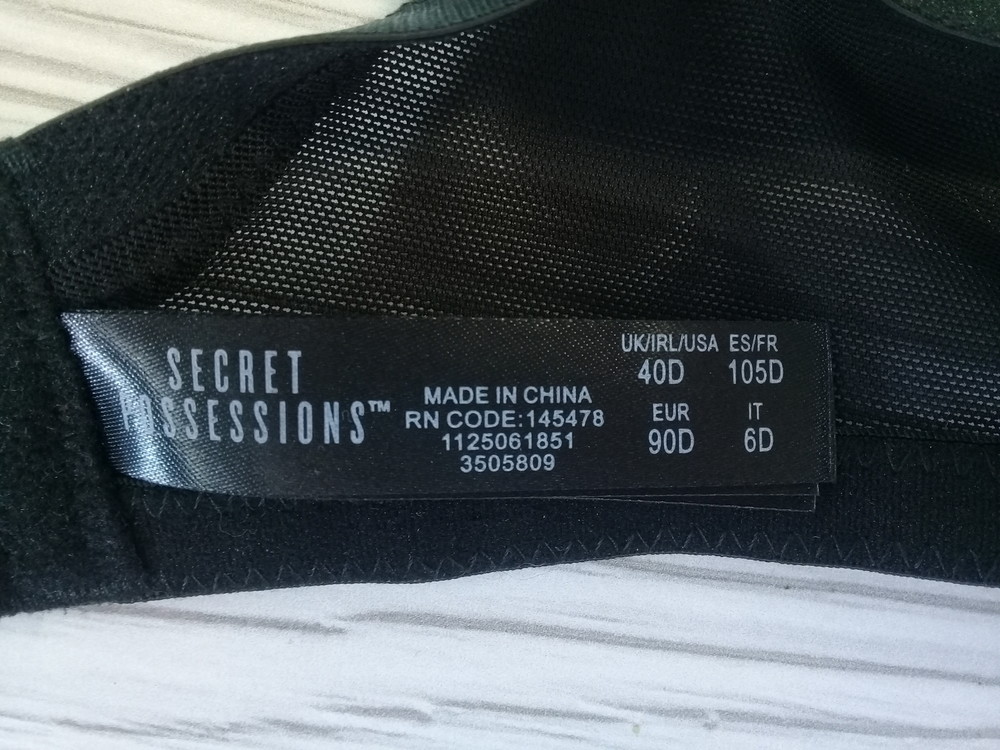 SECRET
POSSESSIONS™
MADE IN CHINA
RN CODE:145478
1125061851
3505809
UK/IRL/USA ES/FR
40D 105D
EUR IT
90D 6D